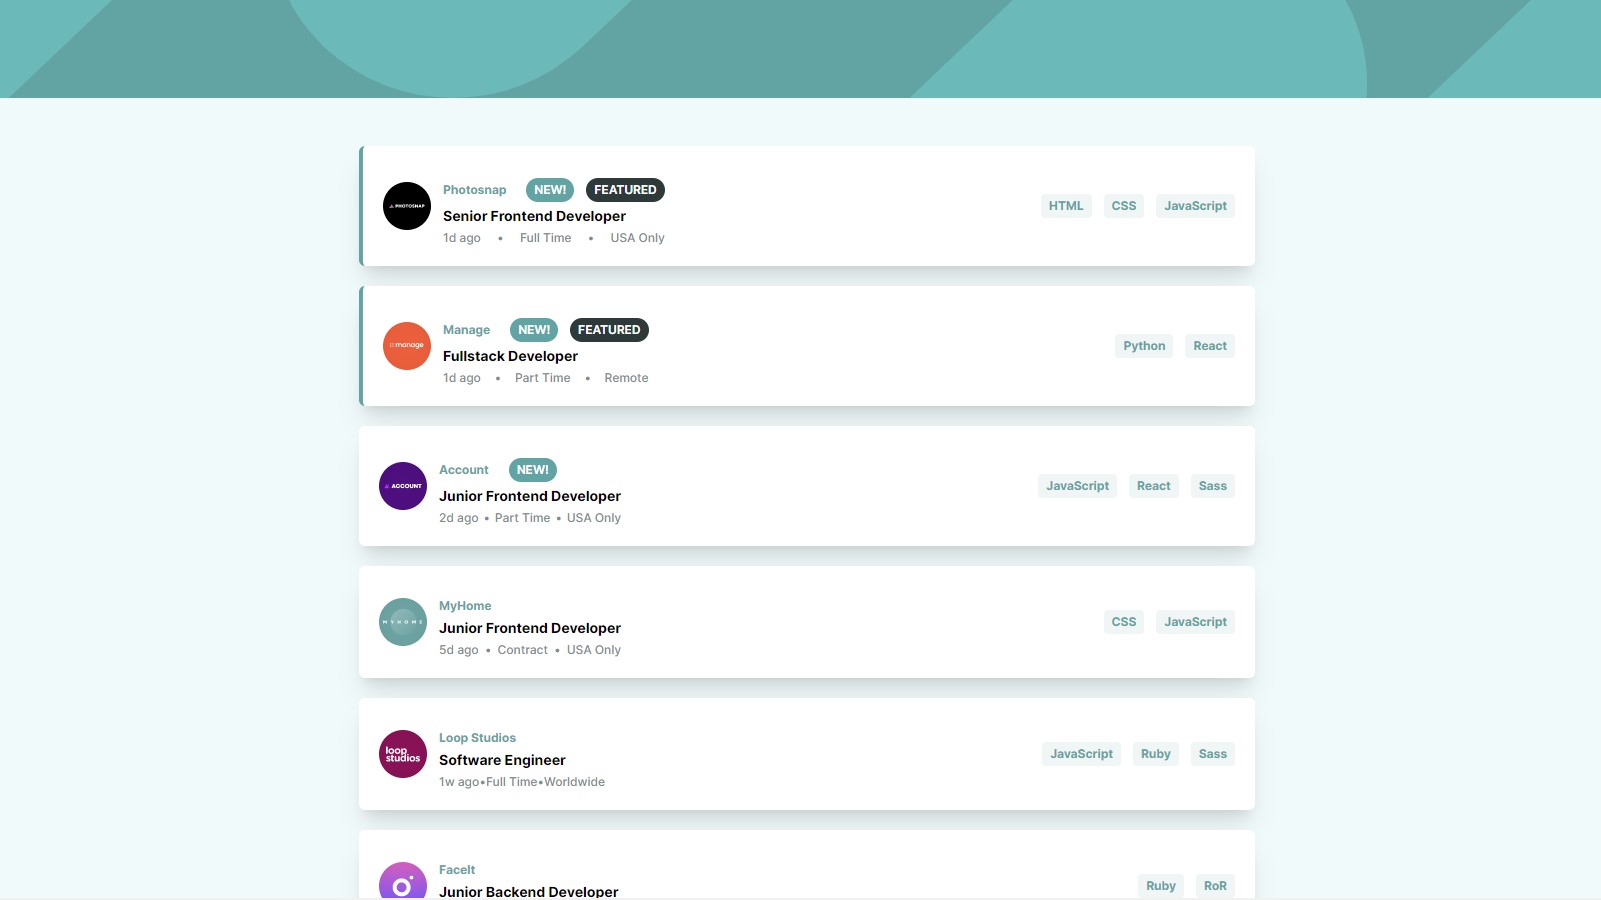 PHOTOSNAP
Photosnap NEW! FEATURED
Senior Frontend Developer
1d ago • Full Time • USA Only
HTML CSS JavaScript
manage
Manage NEW! FEATURED
Fullstack Developer
1d ago • Part Time • Remote
Python React
ACCOUNT
Account NEW!
Junior Frontend Developer
2d ago • Part Time • USA Only
JavaScript React Sass
MYHOME
MyHome
Junior Frontend Developer
5d ago • Contract • USA Only
CSS JavaScript
loop
studios
Loop Studios
Software Engineer
1w ago•Full Time•Worldwide
JavaScript Ruby Sass
FaceIt
Junior Backend Developer
Ruby RoR